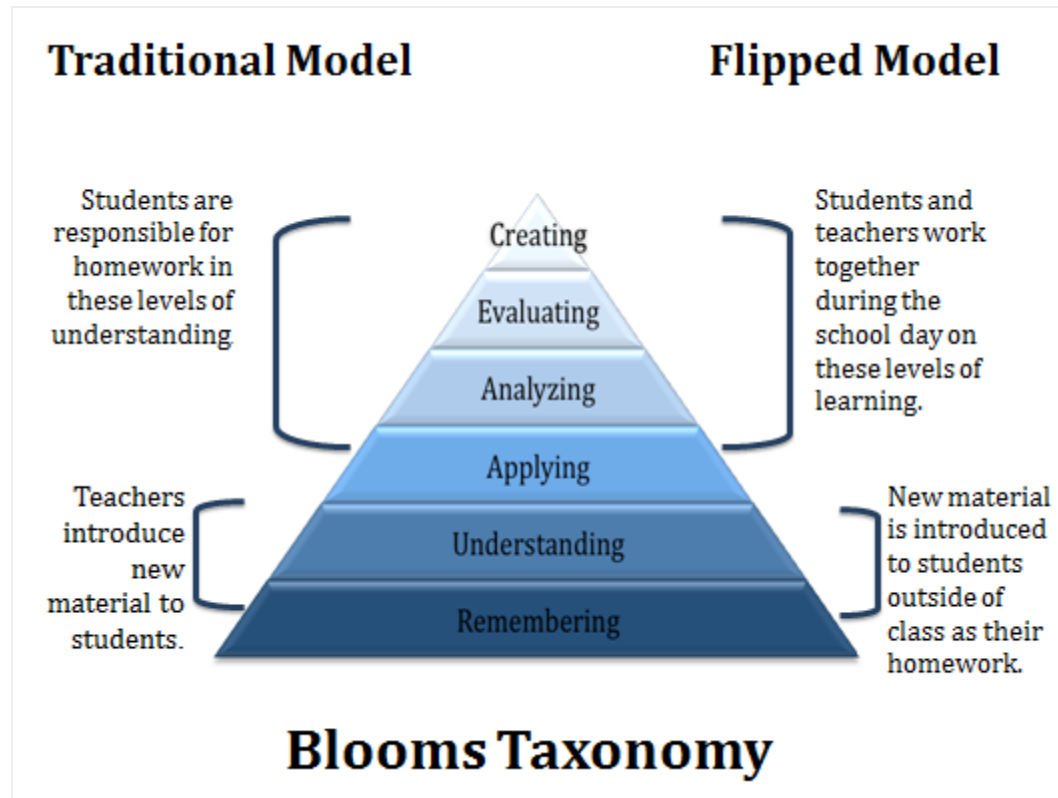 Traditional Model
Flipped Model
Students are
responsible for
homework in
these levels of
understanding.
Teachers
introduce
new
material to
students.
Creating
Evaluating
Analyzing
Applying
Understanding
Remembering
Students and
teachers work
together
during the
school day on
these levels of
learning.
New material
is introduced
to students
outside of
class as their
homework.
Blooms Taxonomy